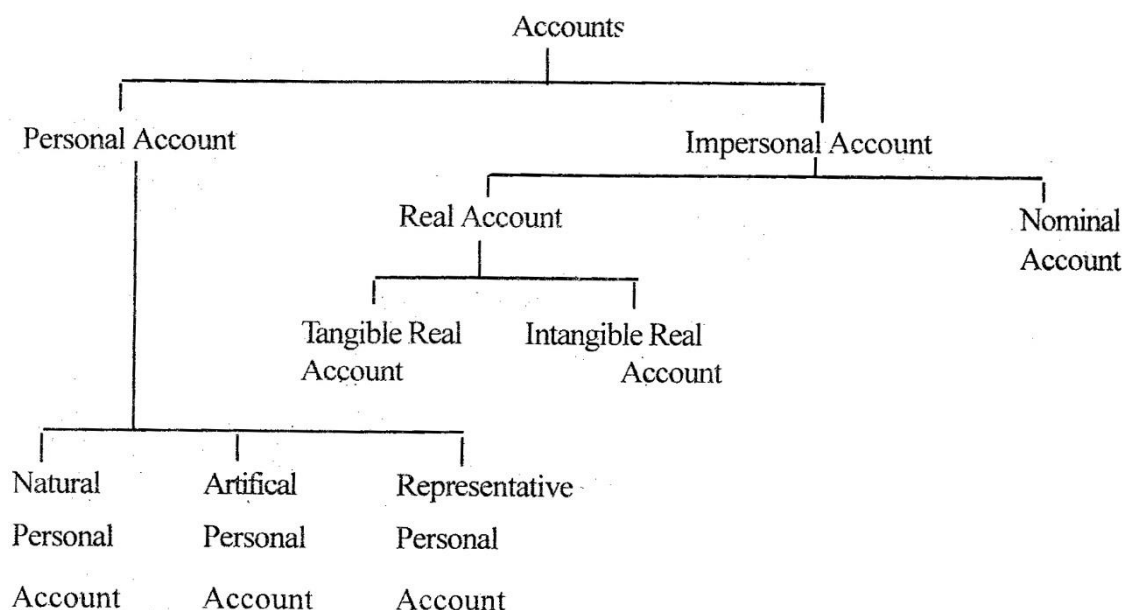 Accounts
Personal Account
Impersonal Account
Real Account
Nominal
Account
Tangible Real
Account
Intangible Real
Account
Natural
Personal
Account
Artifical
Personal
Account
Representative
Personal
Account